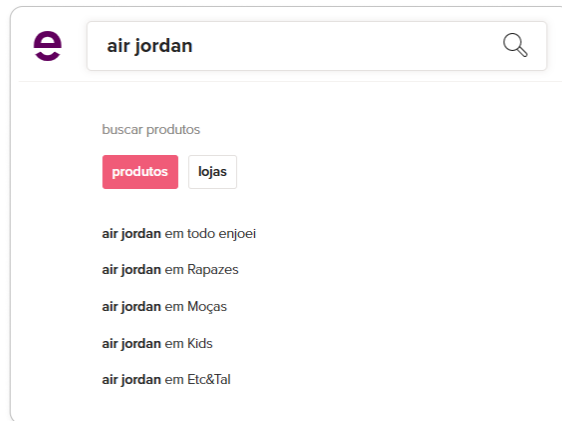 e
air jordan
buscar produtos
produtos lojas
air jordan em todo enjoei
air jordan em Rapazes
air jordan em Moças
air jordan em Kids
air jordan em Etc&Tal